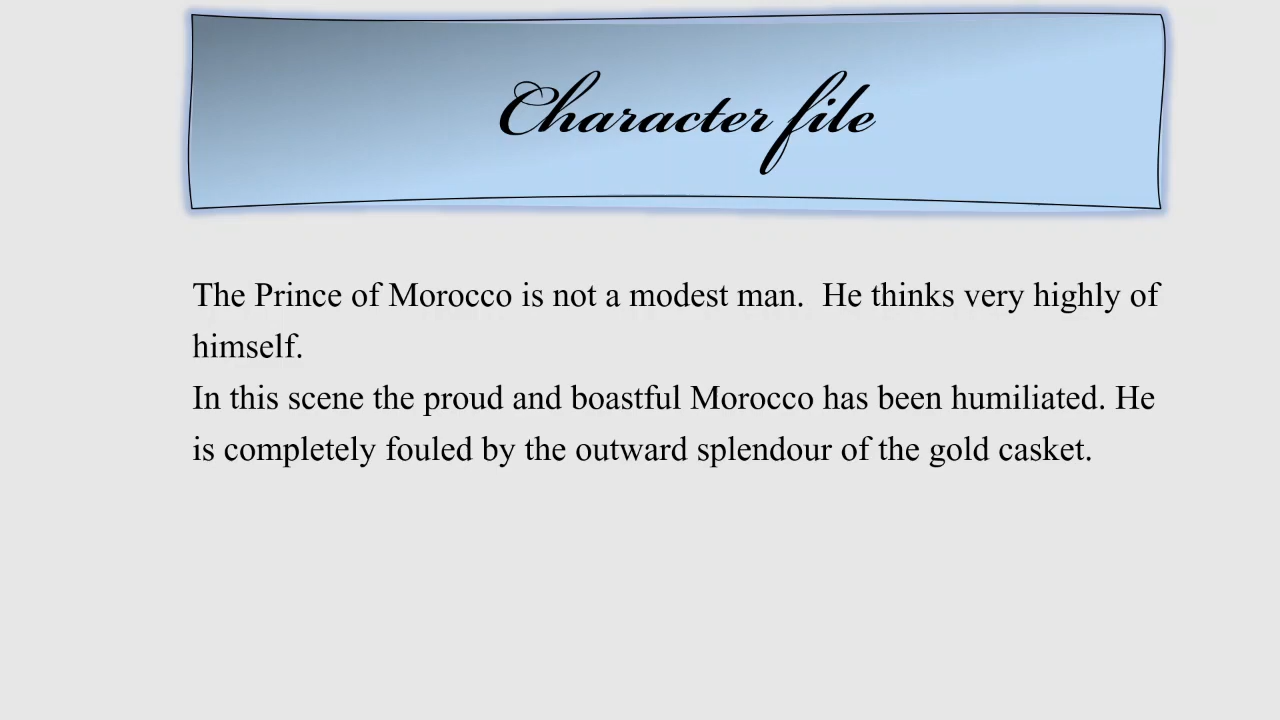 Character file
The Prince of Morocco is not a modest man.  He thinks very highly of
himself.
In this scene the proud and boastful Morocco has been humiliated. He
is completely fouled by the outward splendour of the gold casket.